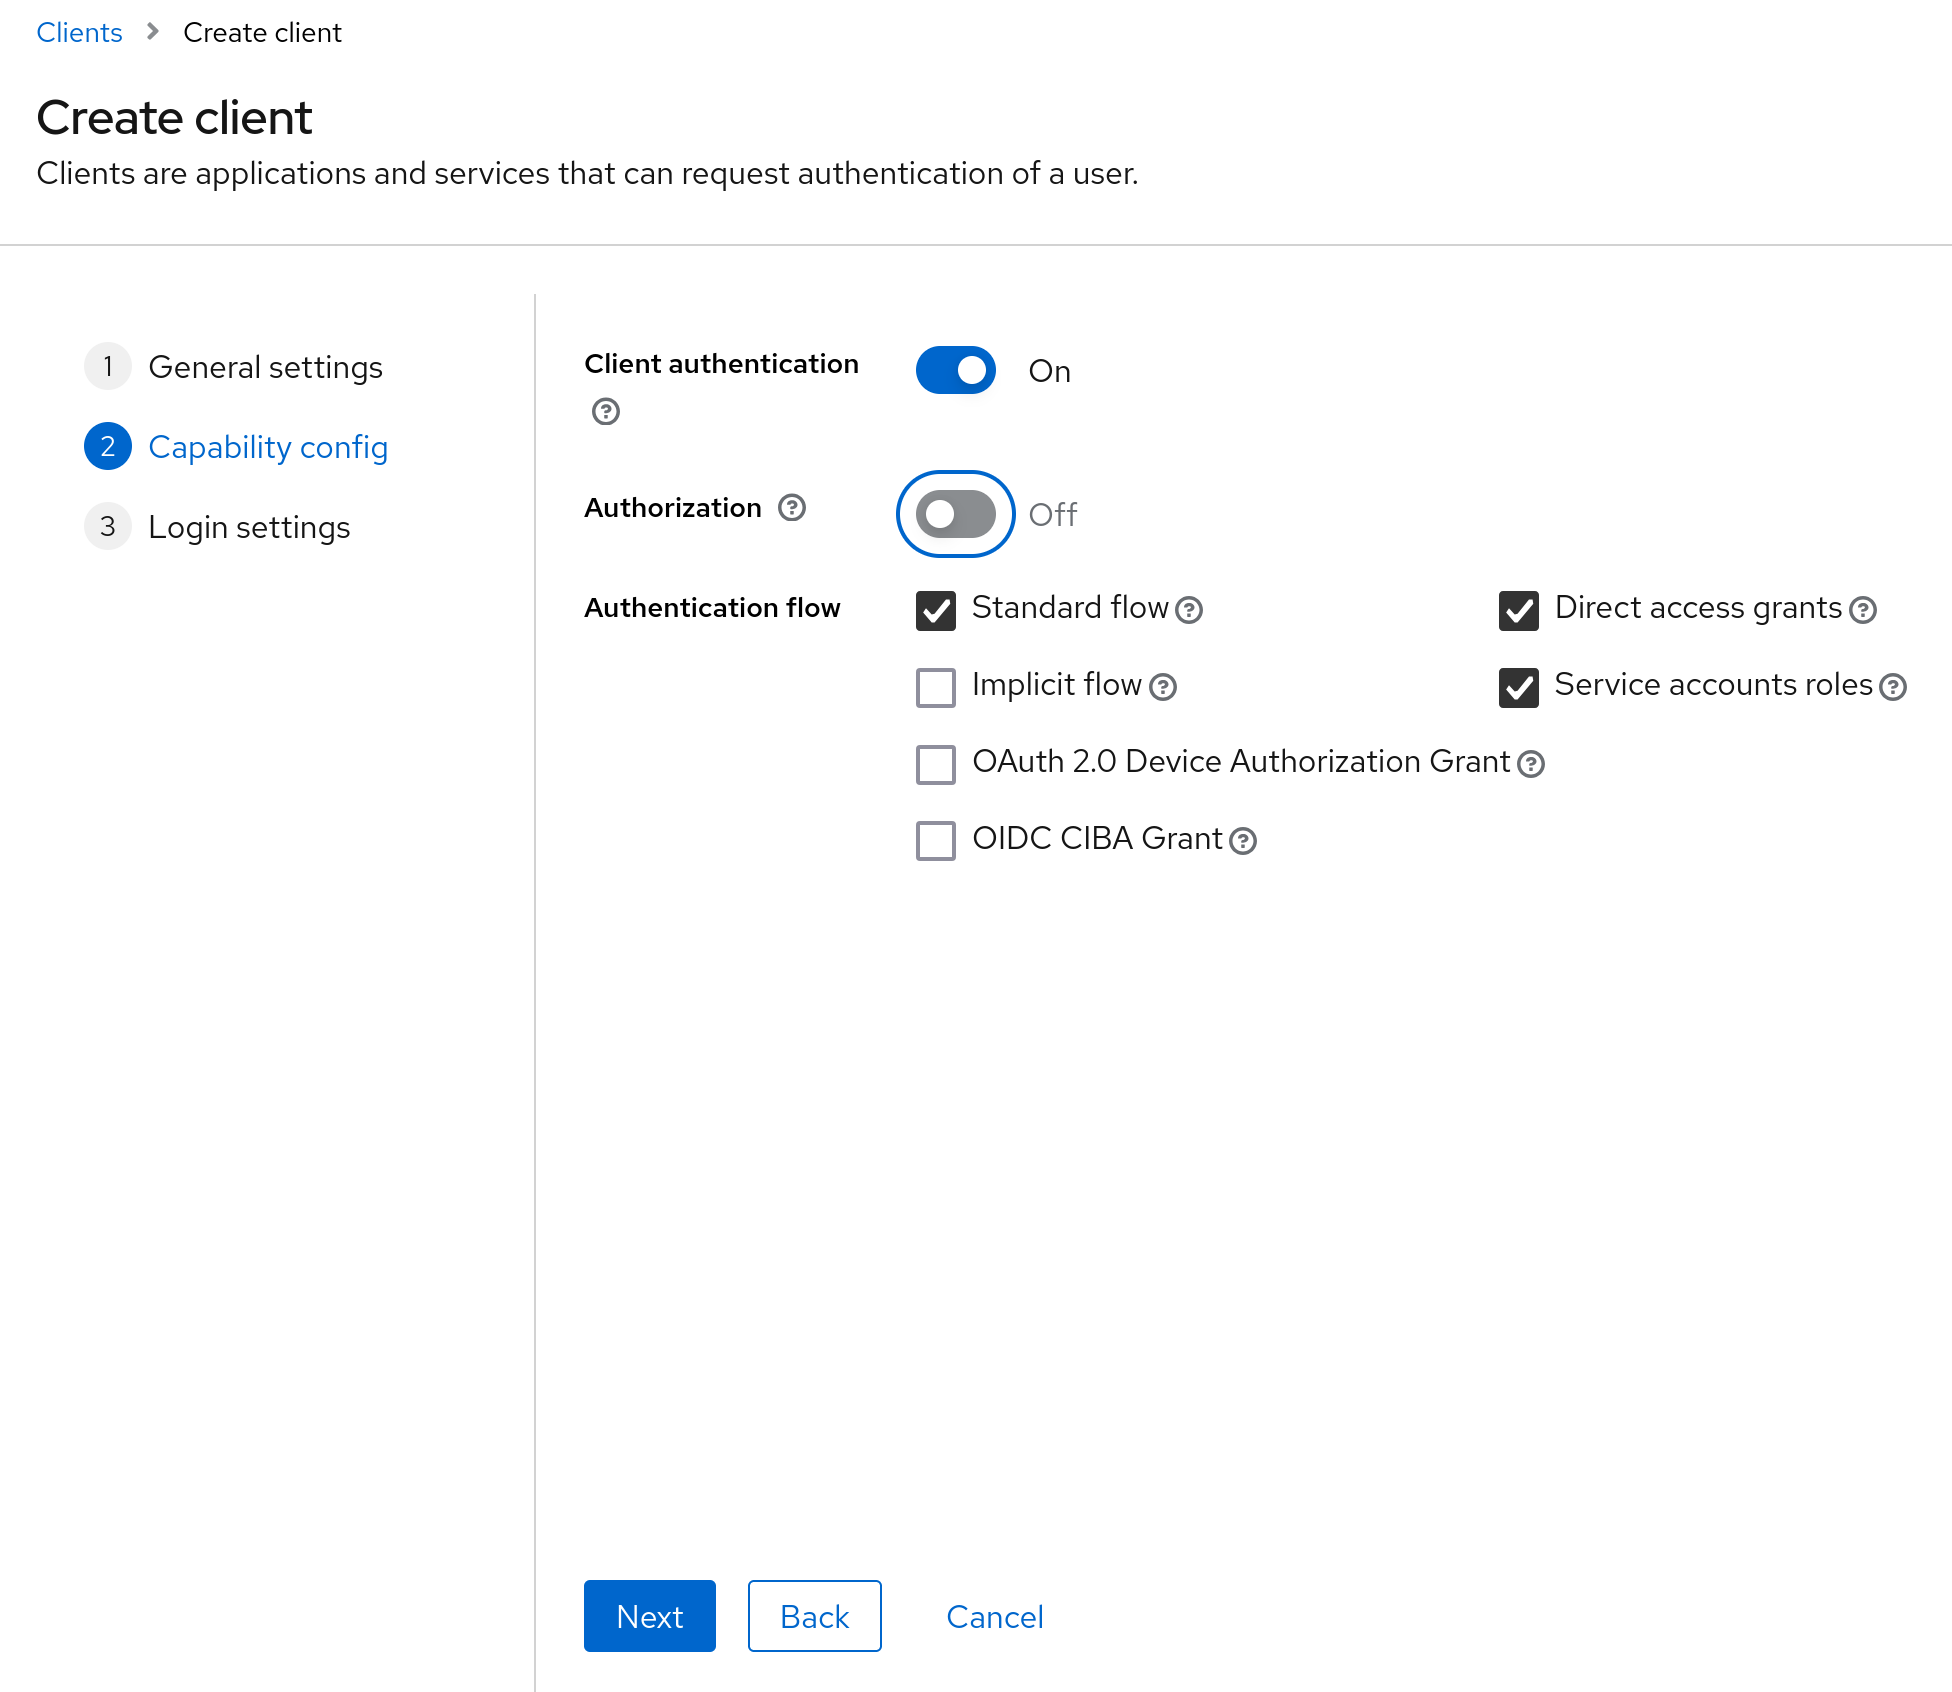 Clients > Create client
Create client
Clients are applications and services that can request authentication of a user.
1 General settings
2 Capability config
3 Login settings
Client authentication
On
Authorization
Off
Authentication flow
Standard flow
Direct access grants
Implicit flow
Service accounts roles
OAuth 2.0 Device Authorization Grant
OIDC CIBA Grant
Next
Back
Cancel